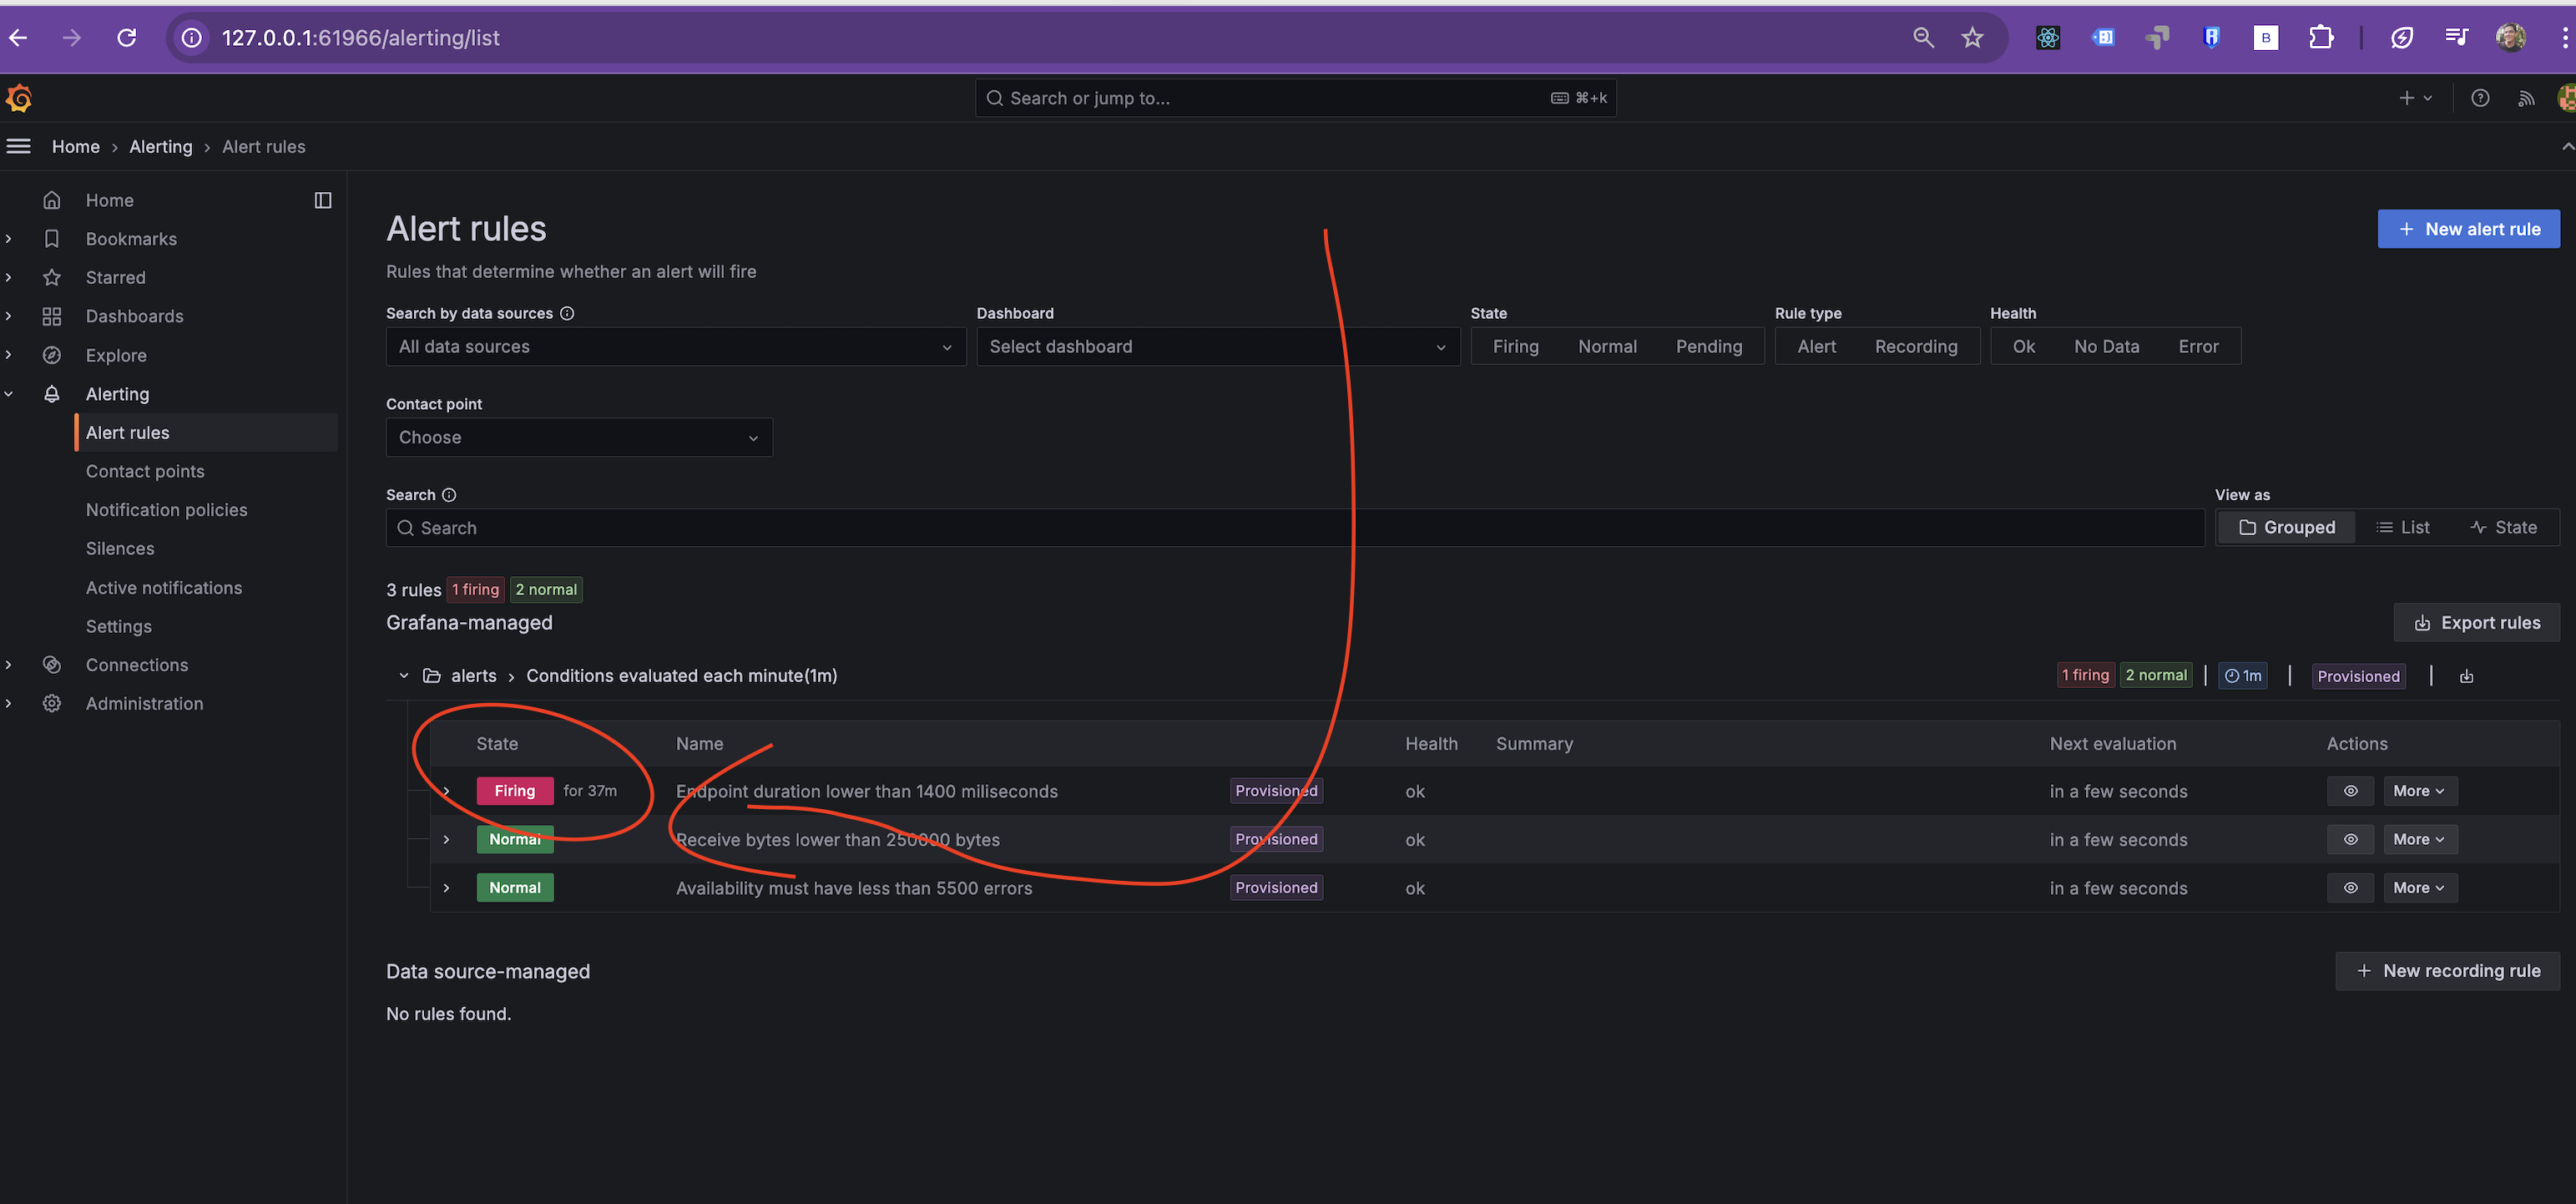 127.0.0.1:61966/alerting/list
B
Search or jump to...
⌘+k
Home › Alerting › Alert rules
Home
Bookmarks
Starred
Dashboards
Explore
Alerting
Alert rules
Contact points
Notification policies
Silences
Active notifications
Settings
Connections
Administration
Alert rules
New alert rule
Rules that determine whether an alert will fire
Search by data sources
Dashboard
State
Rule type
Health
All data sources
Select dashboard
Firing Normal Pending
Alert Recording
Ok No Data Error
Contact point
Choose
Search
View as
Search
Grouped List State
3 rules 1 firing 2 normal
Grafana-managed
Export rules
alerts › Conditions evaluated each minute(1m)
1 firing 2 normal | 1m | Provisioned |
State Name Health Summary Next evaluation Actions
Firing for 37m Endpoint duration lower than 1400 miliseconds Provisioned ok in a few seconds More
Normal Receive bytes lower than 250000 bytes Provisioned ok in a few seconds More
Normal Availability must have less than 5500 errors Provisioned ok in a few seconds More
Data source-managed
New recording rule
No rules found.